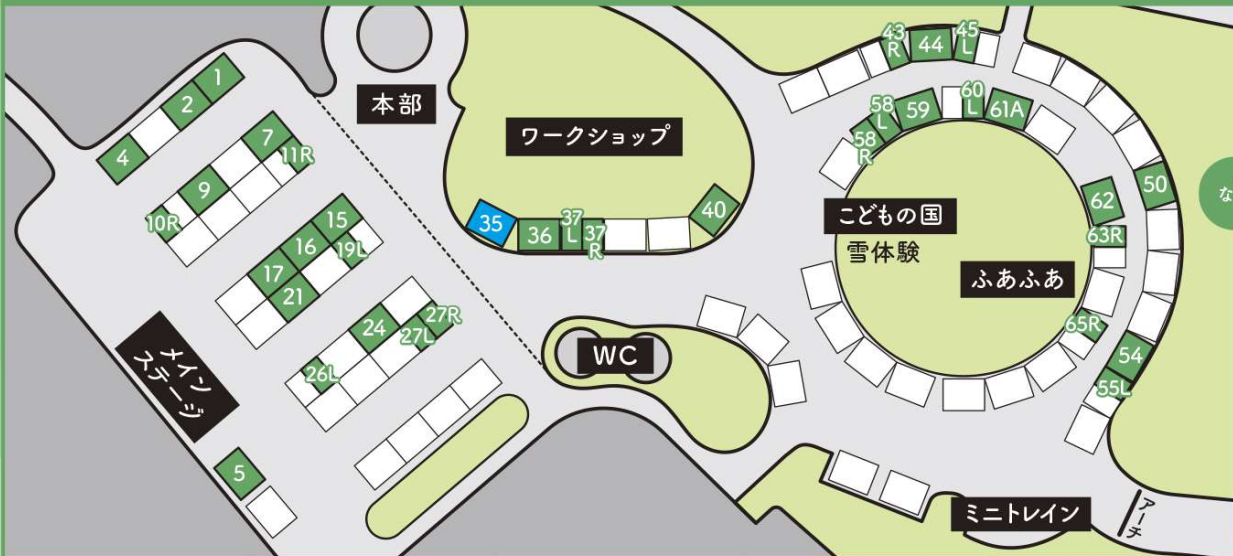 本部
ワークショップ
こどもの国
雪体験
ふあふあ
WC
メイン
ステージ
ミニトレイン
アーチ
な
1
2
4
5
7
11R
9
10R
15
16
19L
17
21
24
27R
27L
26L
35
36
37
L
37
R
40
43
R
44
45
L
58
L
58
R
59
60
L
61A
62
63R
50
65R
54
55L